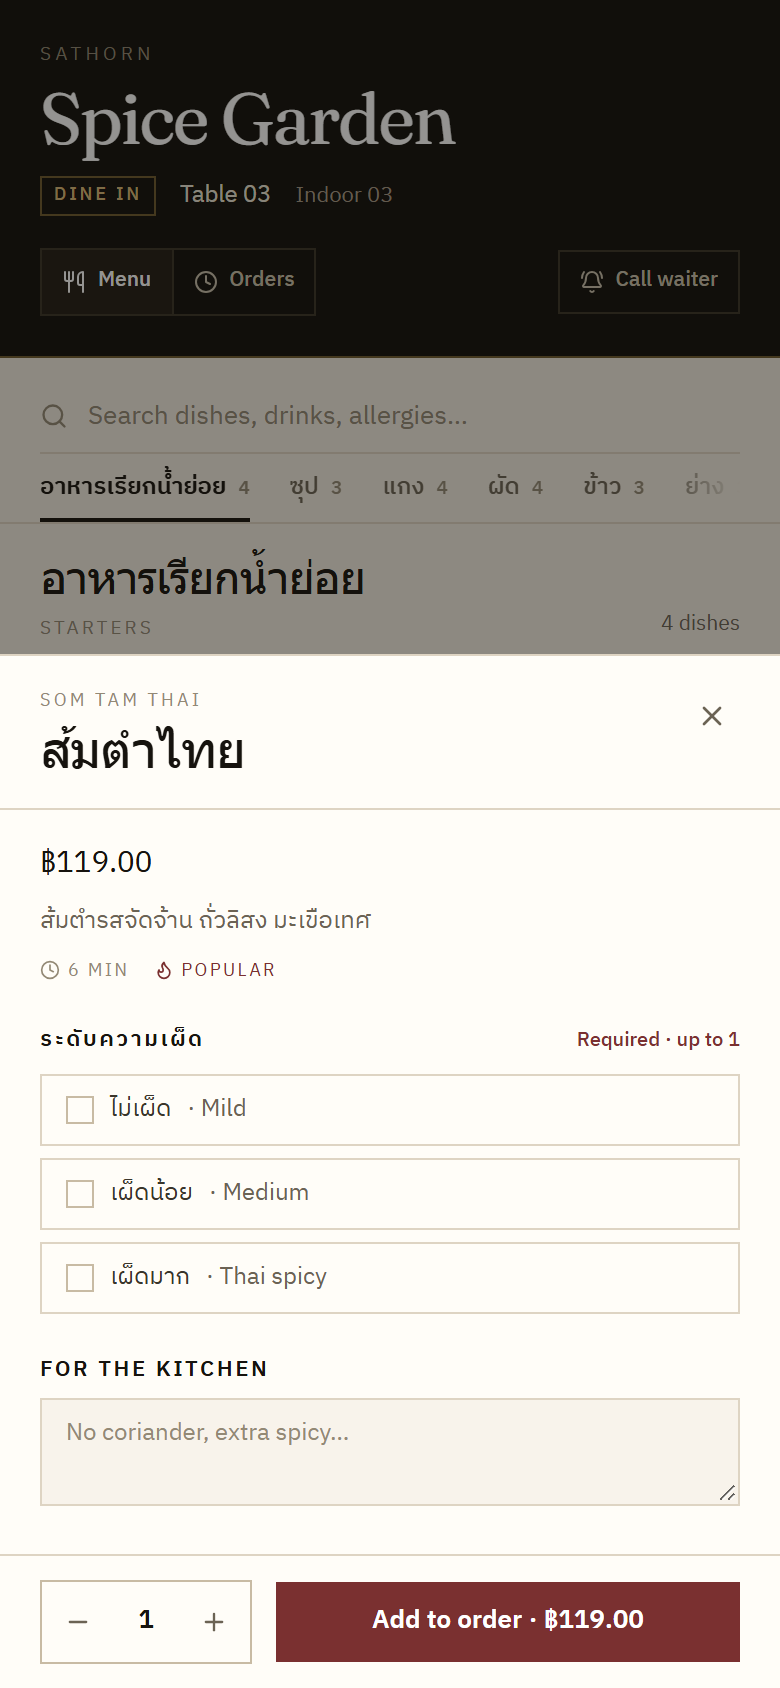 SATHORN
Spice Garden
DINE IN Table 03 Indoor 03
Menu Orders Call waiter
Search dishes, drinks, allergies...
อาหารเรียกน้ำย่อย 4 ซุป 3 แกง 4 ผัด 4 ข้าว 3 ย่าง
อาหารเรียกน้ำย่อย
STARTERS 4 dishes
SOM TAM THAI
ส้มตำไทย
฿119.00
ส้มตำรสจัดจ้าน ถั่วลิสง มะเขือเทศ
6 MIN POPULAR
ระดับความเผ็ด Required · up to 1
ไม่เผ็ด · Mild
เผ็ดน้อย · Medium
เผ็ดมาก · Thai spicy
FOR THE KITCHEN
No coriander, extra spicy...
− 1 + Add to order · ฿119.00